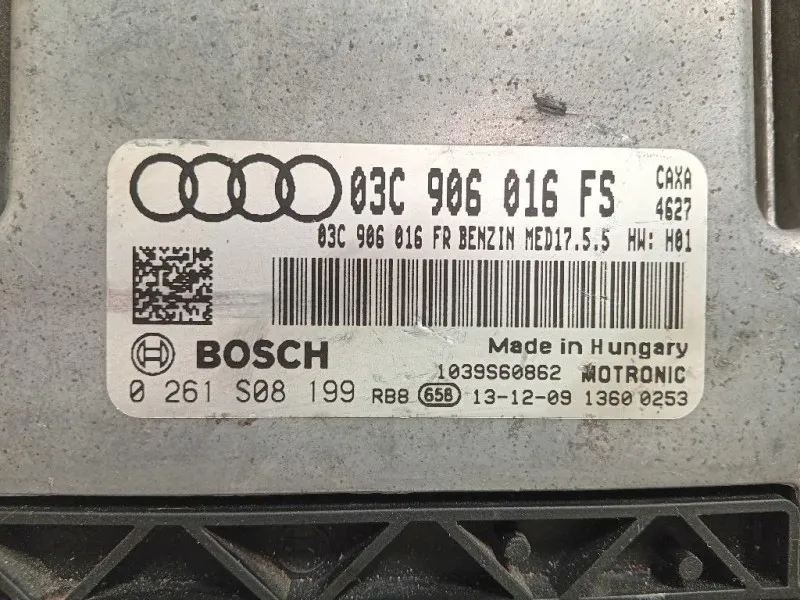 03C 906 016 FS CAXA 4627
03C 906 016 FR BENZIN MED17.5.5 HW: H01
BOSCH Made in Hungary
1039S60862 MOTRONIC
0 261 S08 199 RB8 658 13-12-09 1360 0253